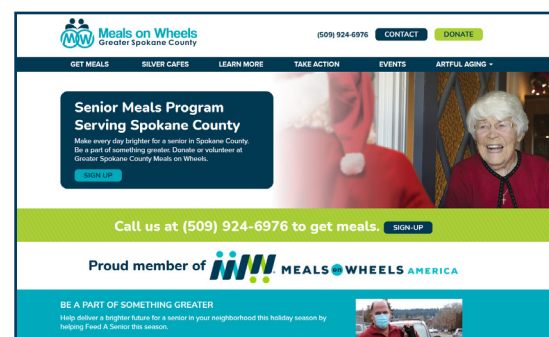 Meals on Wheels
Greater Spokane County
(509) 924-6976 CONTACT DONATE
GET MEALS SILVER CAFES LEARN MORE TAKE ACTION EVENTS ARTFUL AGING
Senior Meals Program
Serving Spokane
County
Make every day brighter for a senior in Spokane County.
Be a part of something greater. Donate or volunteer at
Greater Spokane County Meals on Wheels.
SIGN UP
Call us at (509) 924-6976 to get meals. SIGN-UP
Proud member of MEALS on WHEELS AMERICA
BE A PART OF SOMETHING GREATER
Help deliver a brighter future for a senior in your neighborhood this holiday season by
helping Feed A Senior this season.